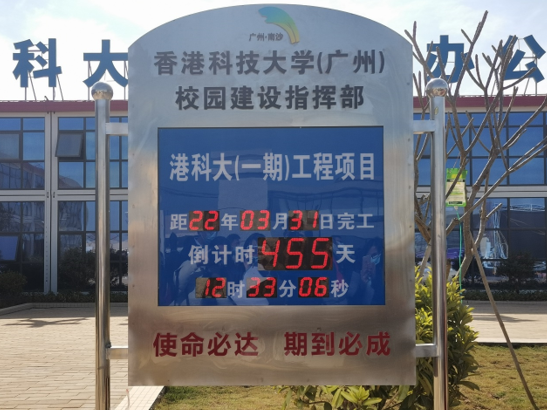 科大
办公
广州·南沙
香港科技大学(广州)
校园建设指挥部
港科大(一期)工程项目
距22年03月31日完工
倒计时455天
12时33分06秒
使命必达 期到必成